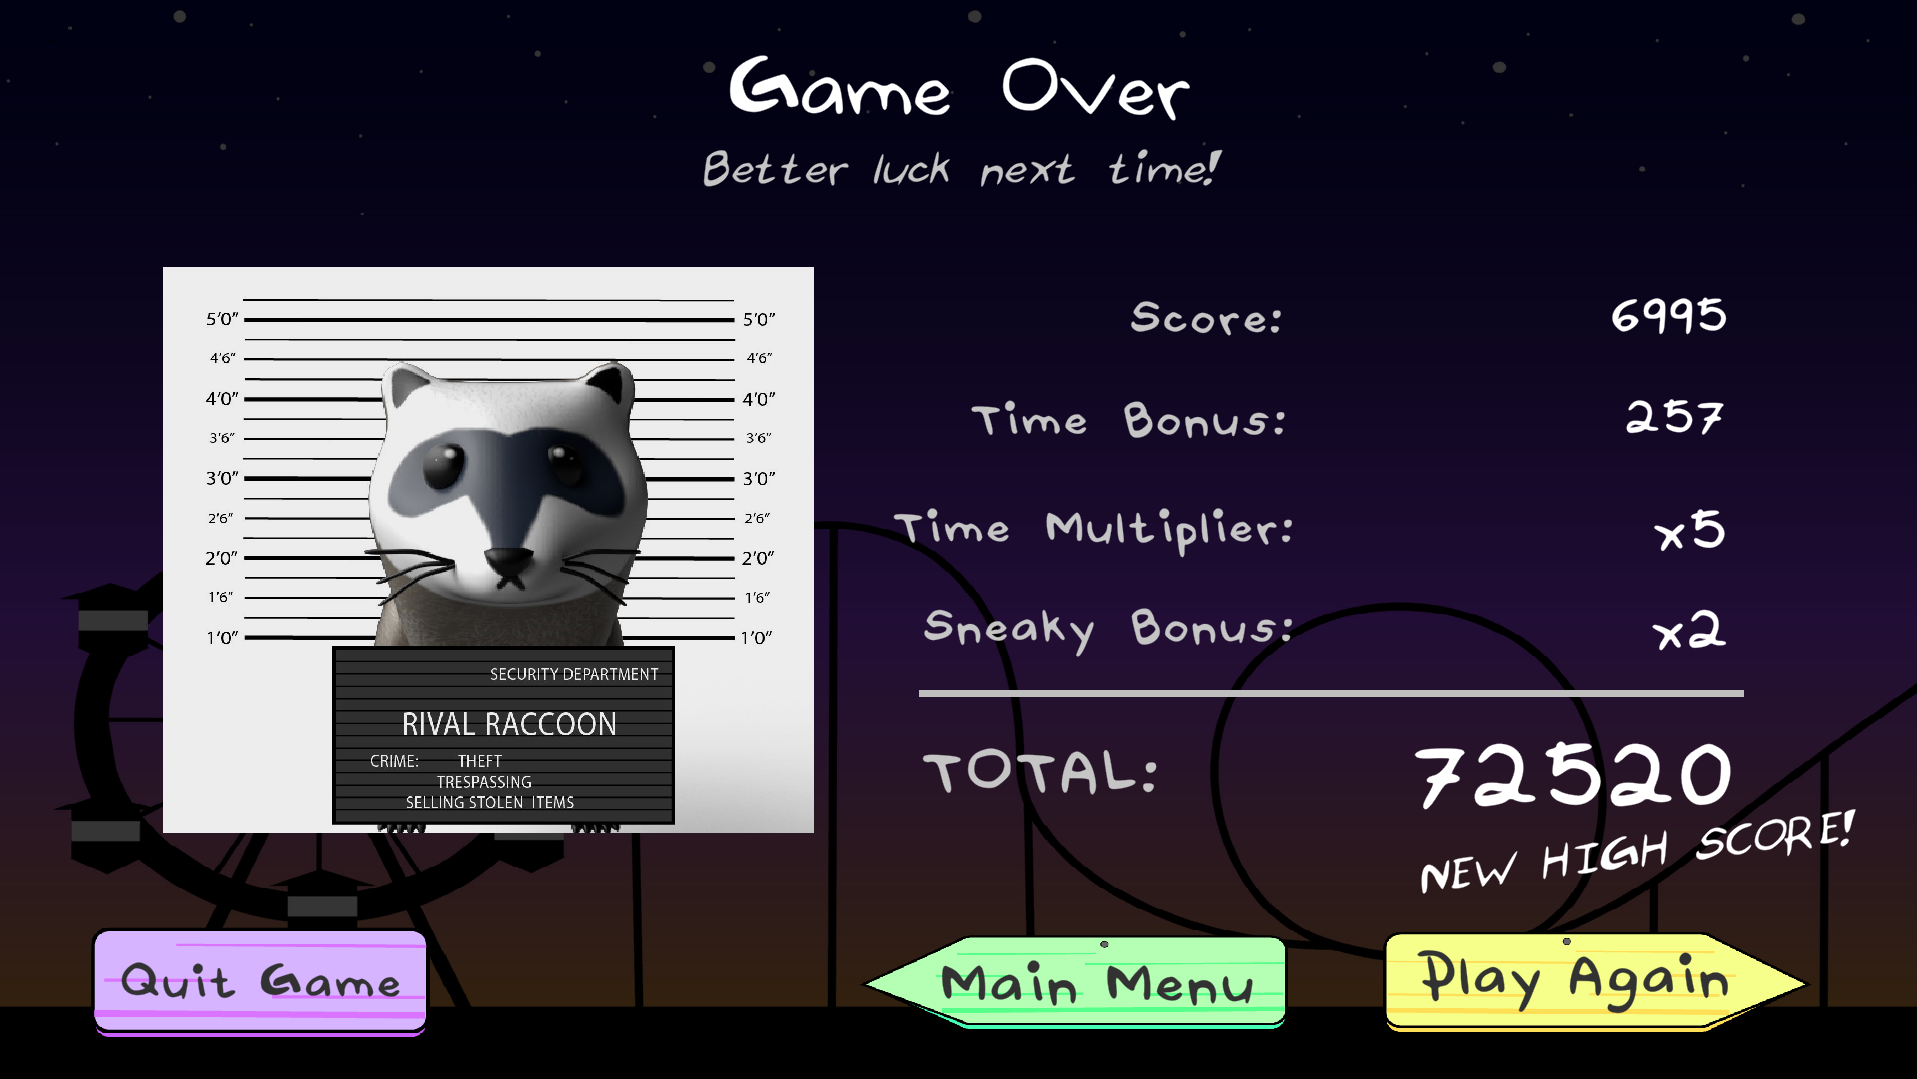 Game Over
Better luck next time!
5'0" 5'0"
4'6" 4'6"
4'0" 4'0"
3'6" 3'6"
3'0" 3'0"
2'6" 2'6"
2'0" 2'0"
1'6" 1'6"
1'0" 1'0"
SECURITY DEPARTMENT
RIVAL RACCOON
CRIME: THEFT
TRESPASSING
SELLING STOLEN ITEMS
Score: 6995
Time Bonus: 257
Time Multiplier: x5
Sneaky Bonus: x2
TOTAL: 72520
NEW HIGH SCORE!
Quit Game
Main Menu
Play Again